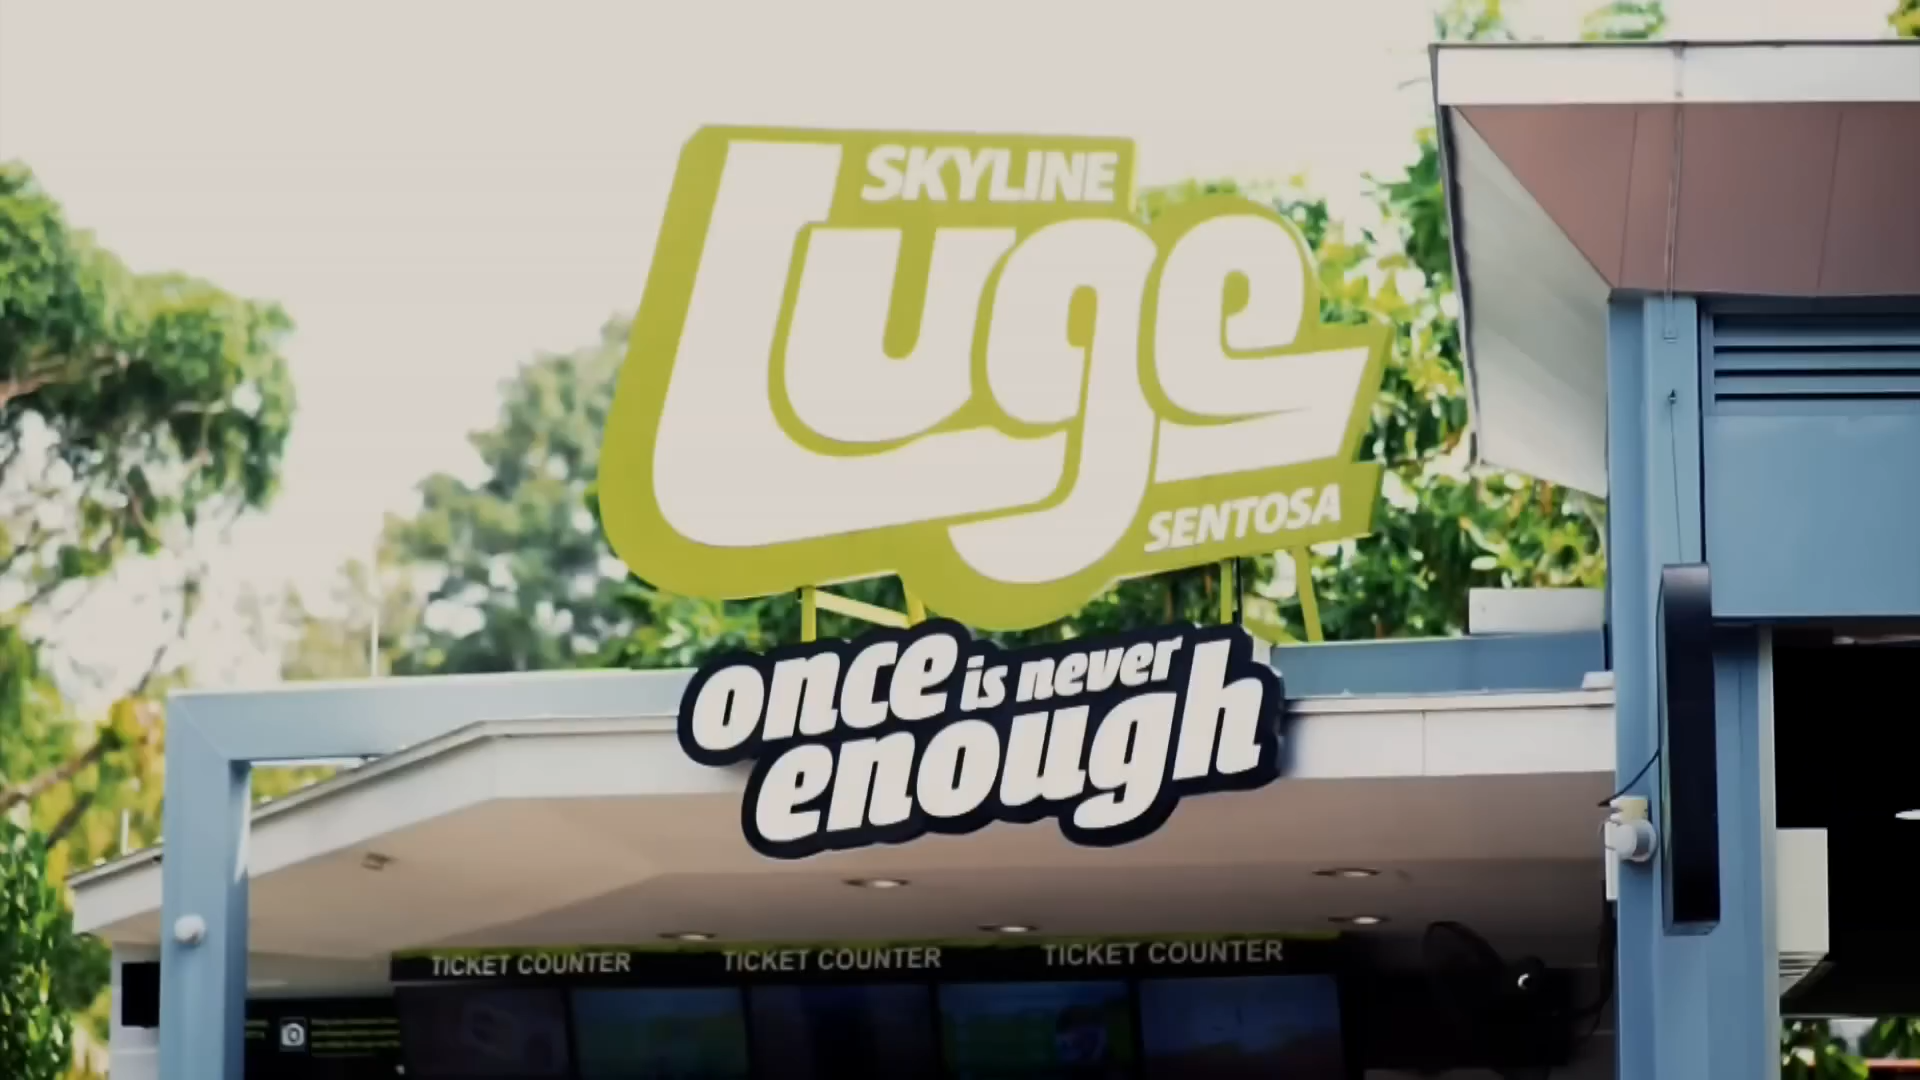 SKYLINE
Luge
SENTOSA
once is never
enough
TICKET COUNTER
TICKET COUNTER
TICKET COUNTER